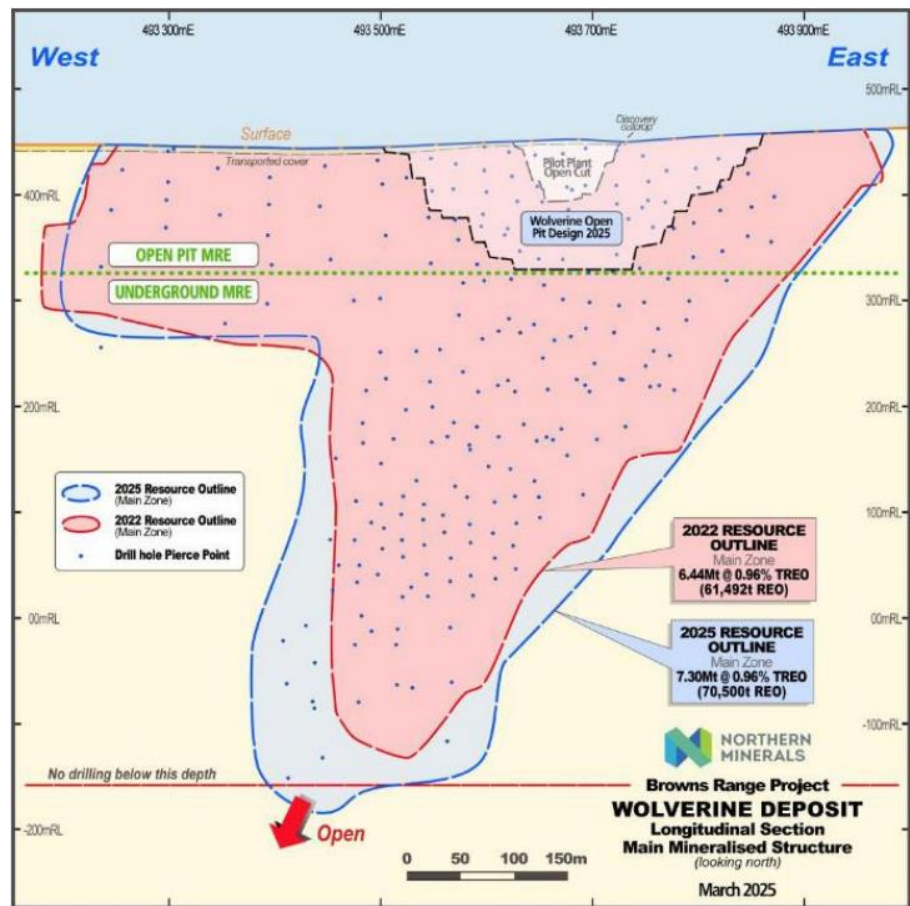 493 300mE
493 500mE
493 700mE
493 900mE
West
East
500mRL
Surface
Discovery
outcrop
Transported cover
Pilot Plant
Open Cut
400mRL
400mRL
Wolverine Open
Pit Design 2025
OPEN PIT MRE
UNDERGROUND MRE
300mRL
300mRL
200mRL
200mRL
2025 Resource Outline
(Main Zone)
2022 Resource Outline
(Main Zone)
Drill hole Pierce Point
100mRL
100mRL
2022 RESOURCE
OUTLINE
Main Zone
6.44Mt @ 0.96% TREO
(61,492t REO)
00mRL
00mRL
2025 RESOURCE
OUTLINE
Main Zone
7.30Mt @ 0.96% TREO
(70,500t REO)
-100mRL
-100mRL
NORTHERN
MINERALS
No drilling below this depth
Browns Range Project
WOLVERINE DEPOSIT
Longitudinal Section
Main Mineralised Structure
(looking north)
March 2025
-200mRL
-200mRL
Open
0 50 100 150m